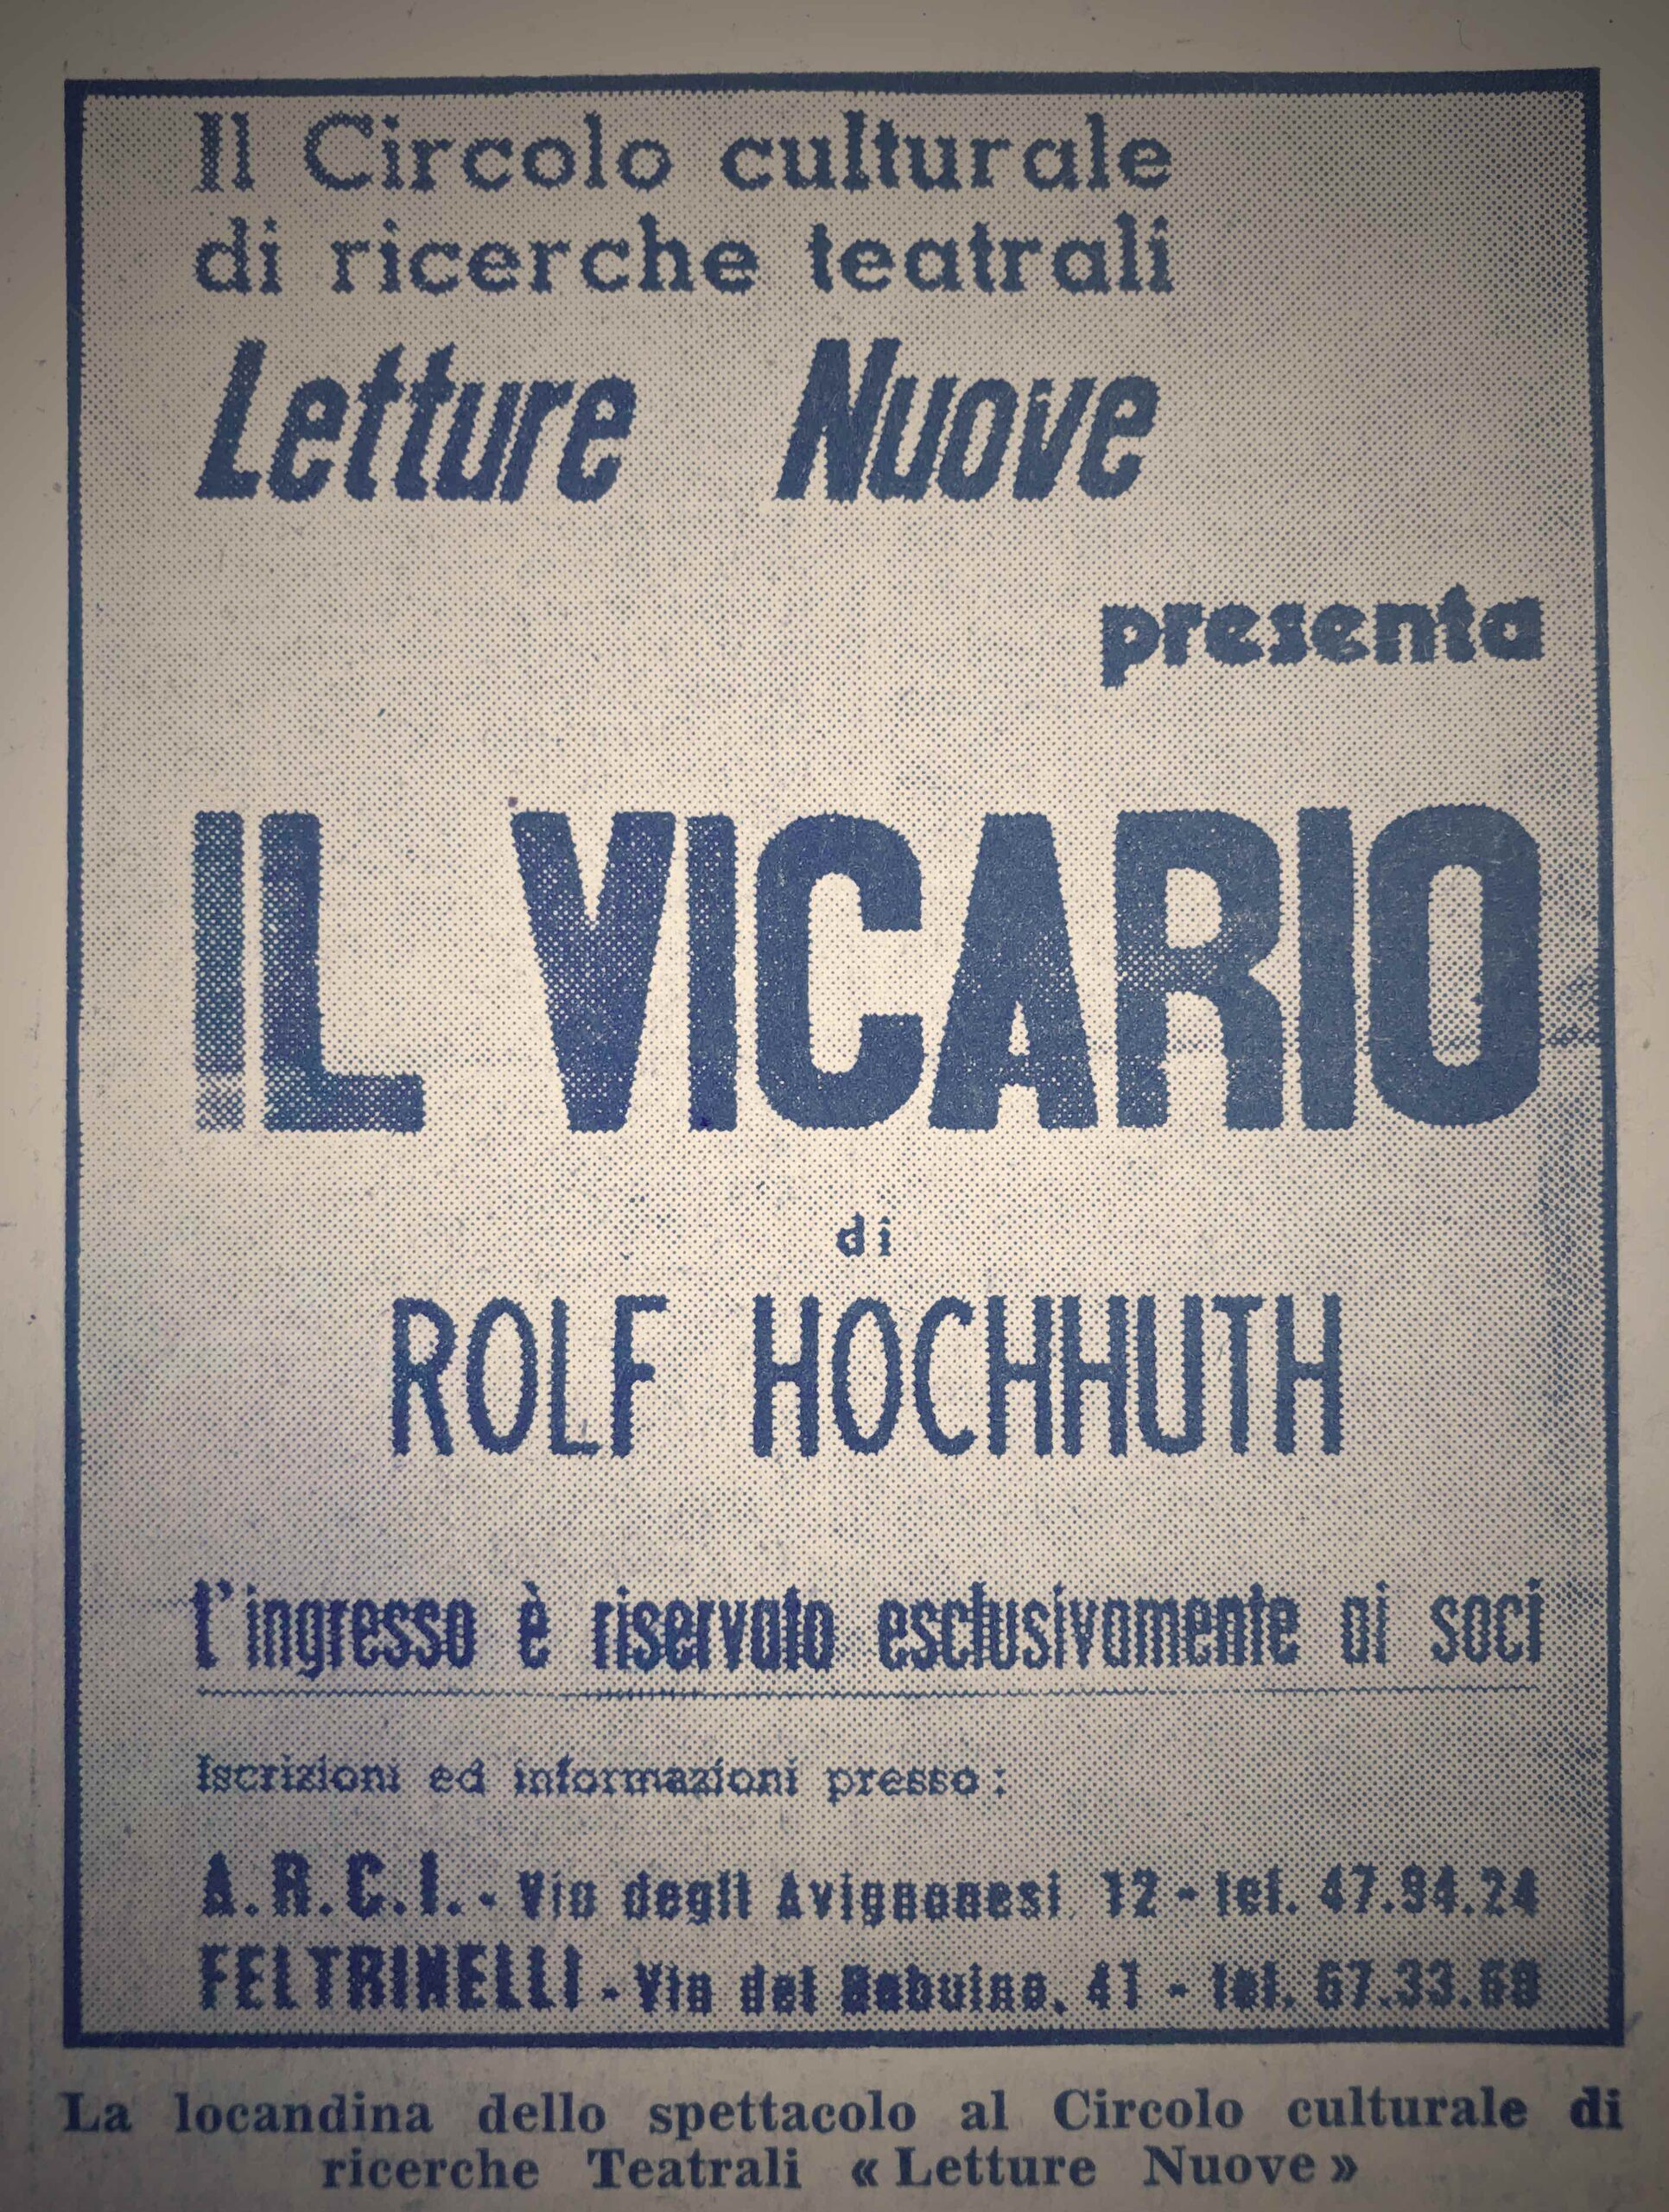 Il Circolo culturale
di ricerche teatrali
Letture Nuove
presenta
IL VICARIO
di
ROLF HOCHHUTH
l'ingresso è riservato esclusivamente ai soci
Iscrizioni ed informazioni presso:
A.R.C.I. - Via degli Avignonesi 12 - tel. 47.94.24
FELTRINELLI - Via del Babuino, 41 - tel. 67.33.
La locandina dello spettacolo al Circolo culturale di
ricerche Teatrali « Letture Nuove »